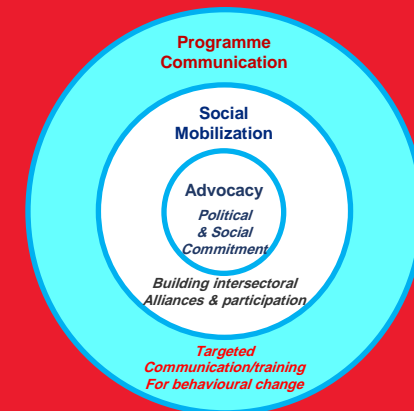 Programme
Communication
Social
Mobilization
Advocacy
Political
& Social
Commitment
Building intersectoral
Alliances & participation
Targeted
Communication/training
For behavioural change